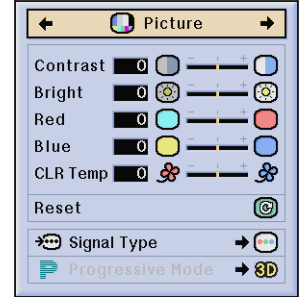 Picture
Contrast 0
Bright 0
Red 0
Blue 0
CLR Temp 0
Reset
Signal Type
P Progressive Mode 3D